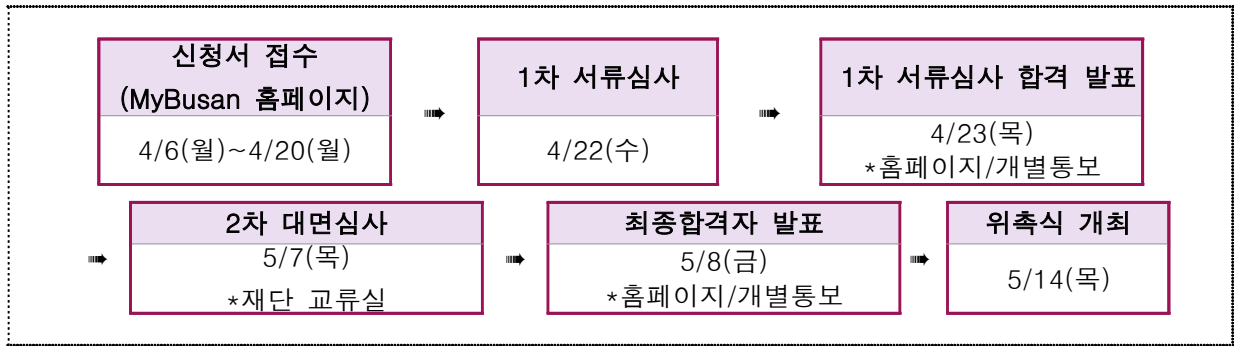 신청서 접수
(MyBusan 홈페이지)
4/6(월)~4/20(월)
➠
1차 서류심사
4/22(수)
➠
1차 서류심사 합격 발표
4/23(목)
*홈페이지/개별통보
➠
2차 대면심사
5/7(목)
*재단 교류실
➠
최종합격자 발표
5/8(금)
*홈페이지/개별통보
➠
위촉식 개최
5/14(목)